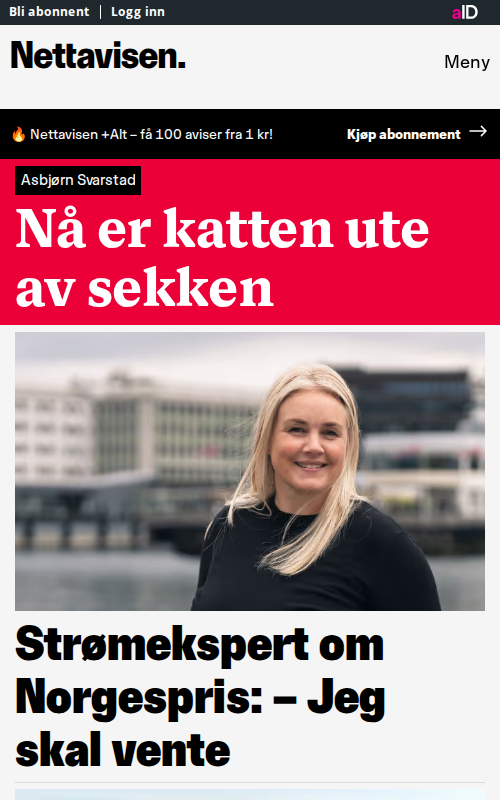 Bli abonnent | Logg inn
aID
Nettavisen.
Meny
🔥 Nettavisen +Alt – få 100 aviser fra 1 kr!
Kjøp abonnement →
Asbjørn Svarstad
Nå er katten ute
av sekken
Strømekspert om
Norgespris: – Jeg
skal vente